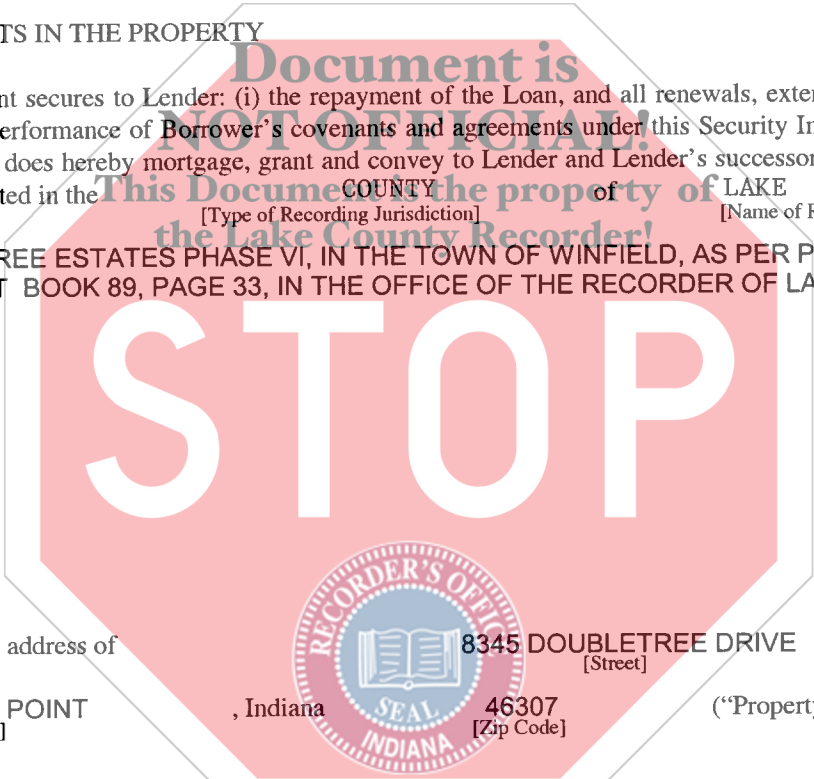 TS IN THE PROPERTY
Document is
nt secures to Lender: (i) the repayment of the Loan, and all renewals, exter
NOT OFFICIAL!
erformance of Borrower's covenants and agreements under this Security In
does hereby mortgage, grant and convey to Lender and Lender's successor
ted in the COUNTY of LAKE
This Document is the property of
[Type of Recording Jurisdiction] [Name of R
the Lake County Recorder!
REE ESTATES PHASE VI, IN THE TOWN OF WINFIELD, AS PER P
T BOOK 89, PAGE 33, IN THE OFFICE OF THE RECORDER OF LA
STOP
RECORDER'S OFFICE
SEAL
INDIANA
address of 8345 DOUBLETREE DRIVE
[Street]
POINT , Indiana 46307 ("Property
] [Zip Code]